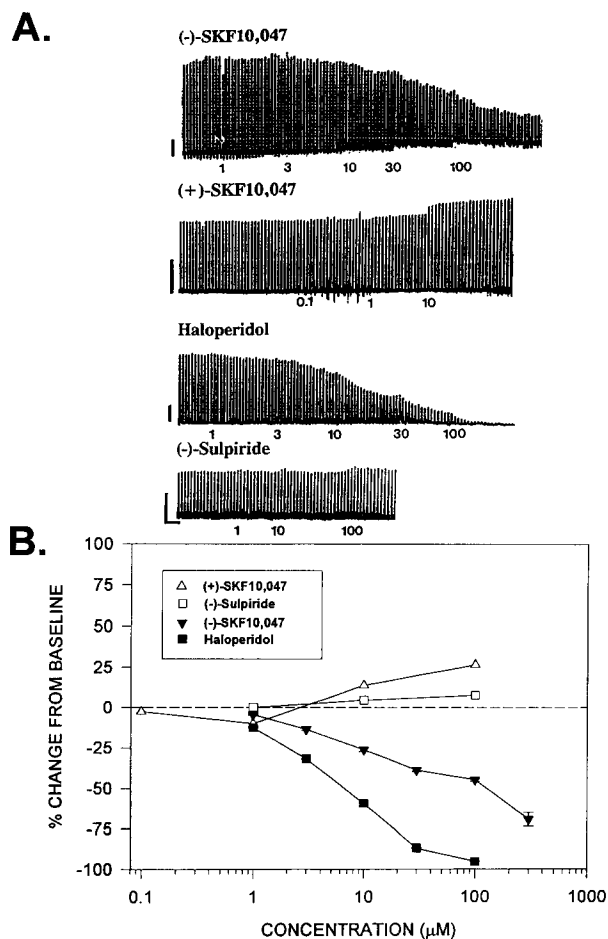 A.
(-)-SKF10,047
1 3 10 30 100
(+)-SKF10,047
0.1 1 10
Haloperidol
1 3 10 30 100
(-)-Sulpiride
1 10 100
B.
100
75
50
25
0
-25
-50
-75
-100
% CHANGE FROM BASELINE
(+)-SKF10,047
(-)-Sulpiride
(-)-SKF10,047
Haloperidol
0.1 1 10 100 1000
CONCENTRATION (µM)